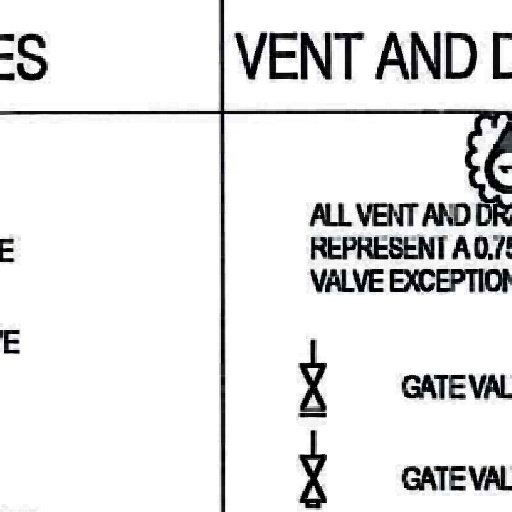 ES
VENT AND D
ALL VENT AND DR
REPRESENT A 0.75
VALVE EXCEPTION
E
GATE VAL
E
GATE VAL